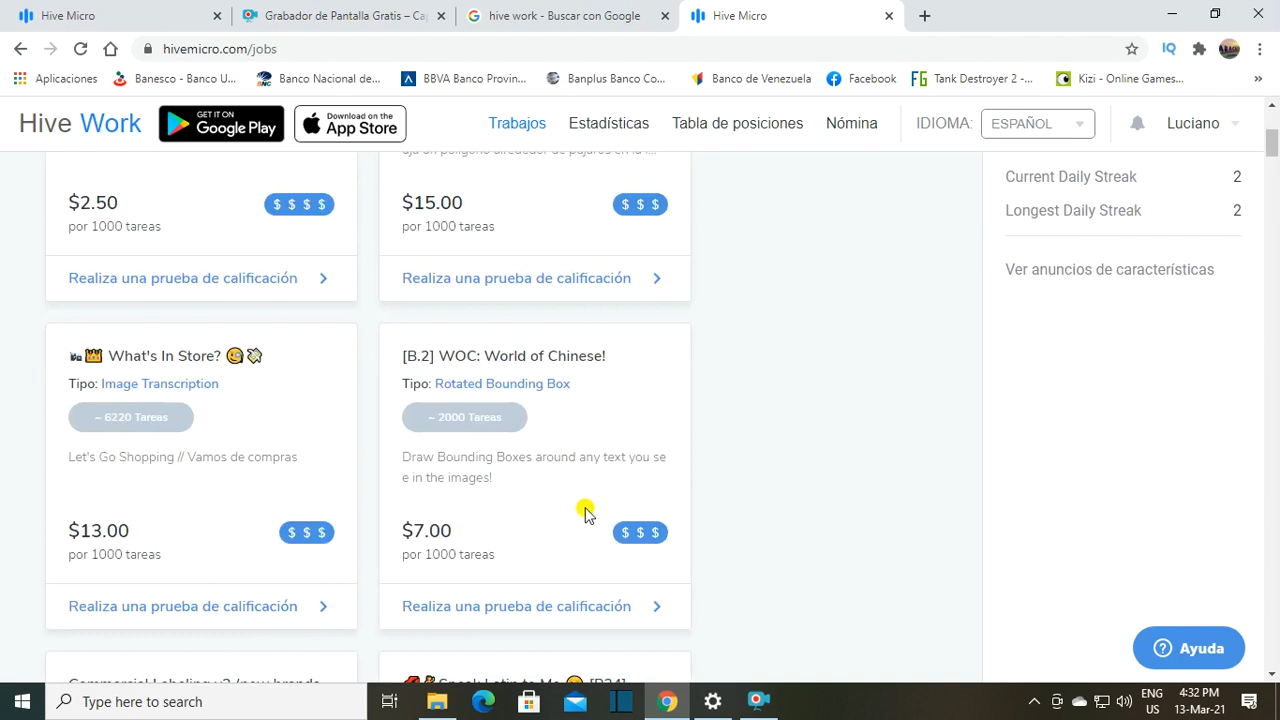 Hive Micro
Grabador de Pantalla Gratis – Ca
hive work - Buscar con Google
Hive Micro
hivemicro.com/jobs
IQ
Aplicaciones
Banesco - Banco U...
Banco Nacional de...
BBVA Banco Provin...
Banplus Banco Co...
Banco de Venezuela
Facebook
FG Tank Destroyer 2 -...
Kizi - Online Games...
»
Hive Work
GET IT ON
Google Play
Download on the
App Store
Trabajos
Estadísticas
Tabla de posiciones
Nómina
IDIOMA:
ESPAÑOL
Luciano
Current Daily Streak 2
Longest Daily Streak 2
Ver anuncios de características
$2.50
$ $ $ $
por 1000 tareas
Realiza una prueba de calificación
$15.00
$ $ $
por 1000 tareas
Realiza una prueba de calificación
What's In Store?
Tipo: Image Transcription
~ 6220 Tareas
Let's Go Shopping // Vamos de compras
$13.00
$ $ $
por 1000 tareas
Realiza una prueba de calificación
[B.2] WOC: World of Chinese!
Tipo: Rotated Bounding Box
~ 2000 Tareas
Draw Bounding Boxes around any text you se
e in the images!
$7.00
$ $ $
por 1000 tareas
Realiza una prueba de calificación
Ayuda
Type here to search
ENG
US
4:32 PM
13-Mar-21